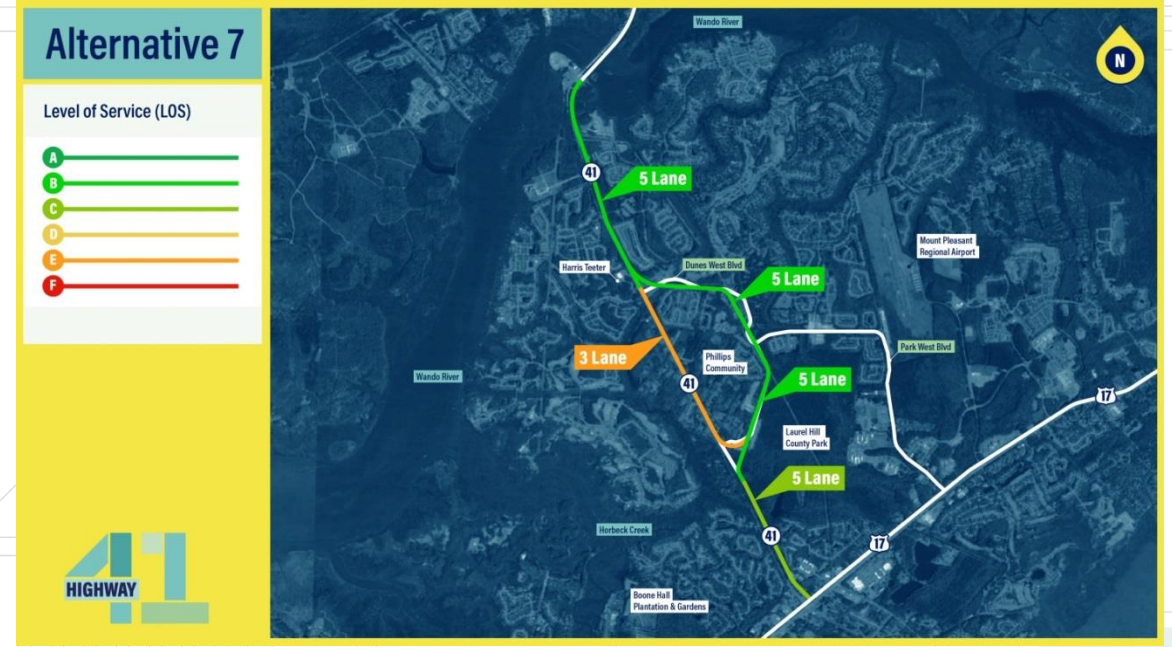 Alternative 7
Level of Service (LOS)
A
B
C
D
E
F
HIGHWAY
41
Wando River
N
41
5 Lane
Mount Pleasant
Regional Airport
Harris Teeter
Dunes West Blvd
5 Lane
3 Lane
Phillips
Community
Park West Blvd
Wando River
41
5 Lane
17
Laurel Hill
County Park
5 Lane
Horbeck Creek
41
17
Boone Hall
Plantation & Gardens